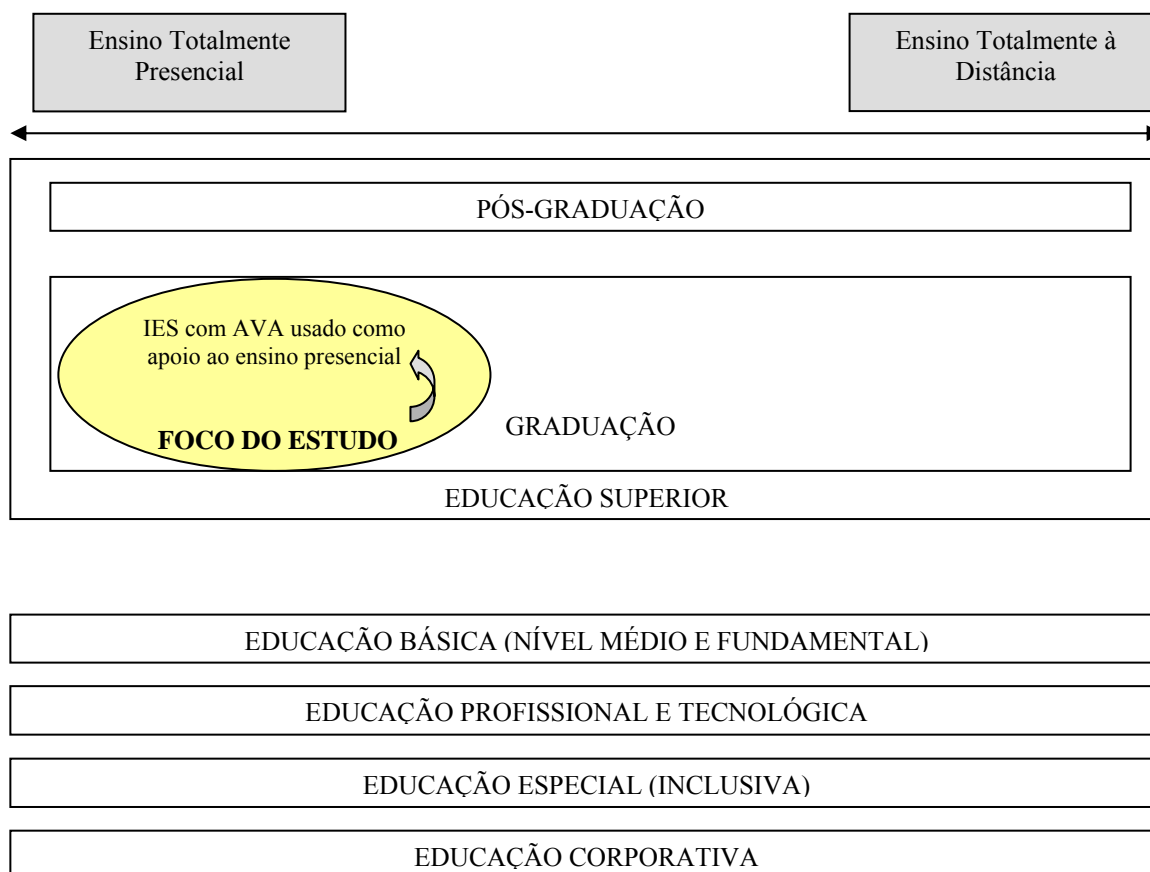 Ensino Totalmente
Presencial
Ensino Totalmente à
Distância
PÓS-GRADUAÇÃO
IES com AVA usado como
apoio ao ensino presencial
FOCO DO ESTUDO
GRADUAÇÃO
EDUCAÇÃO SUPERIOR
EDUCAÇÃO BÁSICA (NÍVEL MÉDIO E FUNDAMENTAL)
EDUCAÇÃO PROFISSIONAL E TECNOLÓGICA
EDUCAÇÃO ESPECIAL (INCLUSIVA)
EDUCAÇÃO CORPORATIVA